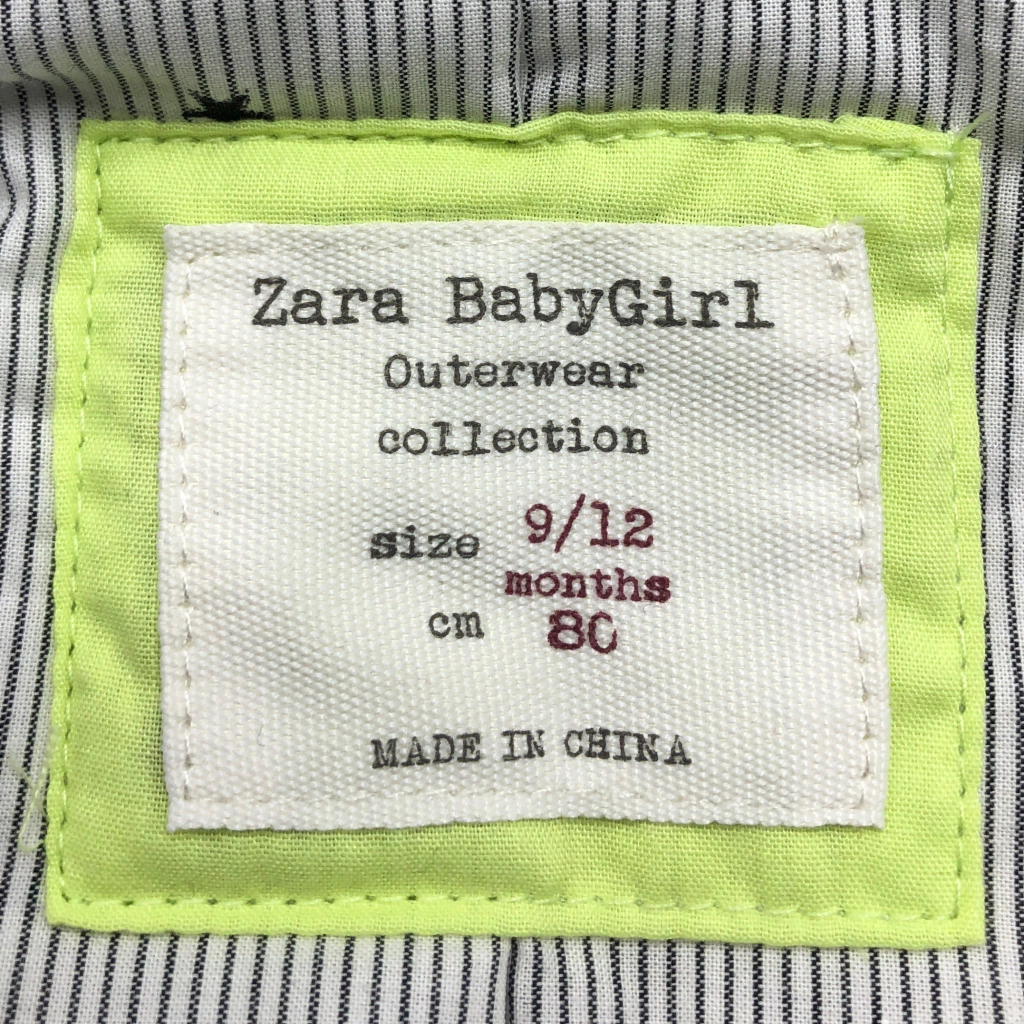 Zara BabyGirl
Outerwear
collection
size 9/12
months
cm 80
MADE IN CHINA